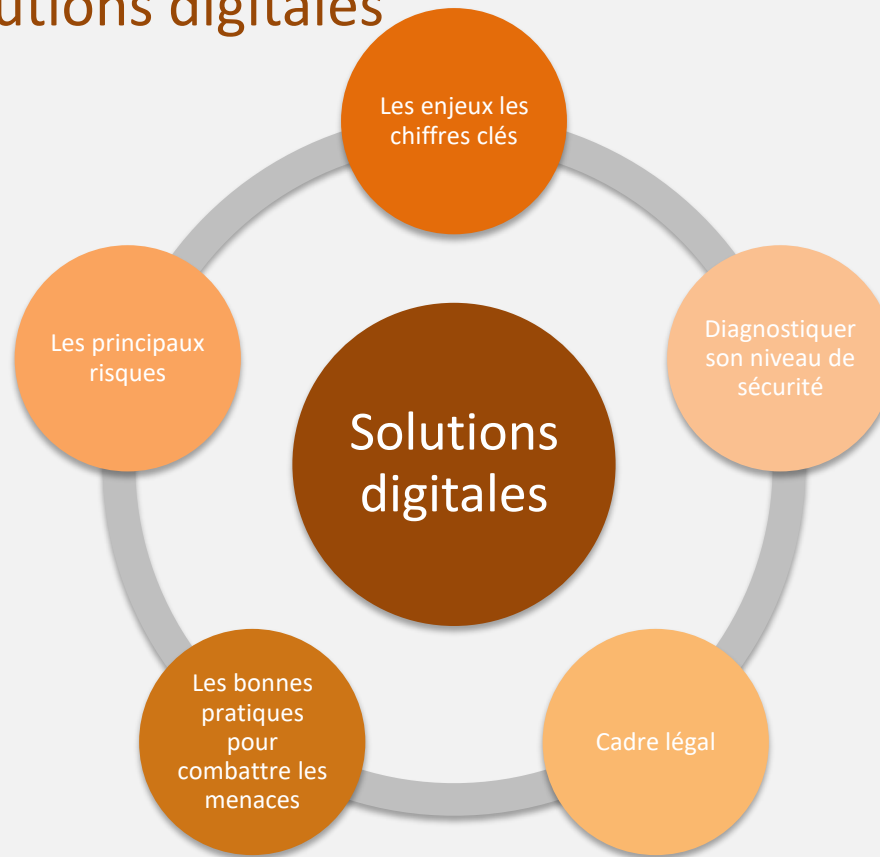 utions digitales
Les enjeux les
chiffres clés
Diagnostiquer
son niveau de
sécurité
Les principaux
risques
Solutions
digitales
Les bonnes
pratiques
pour
combattre les
menaces
Cadre légal